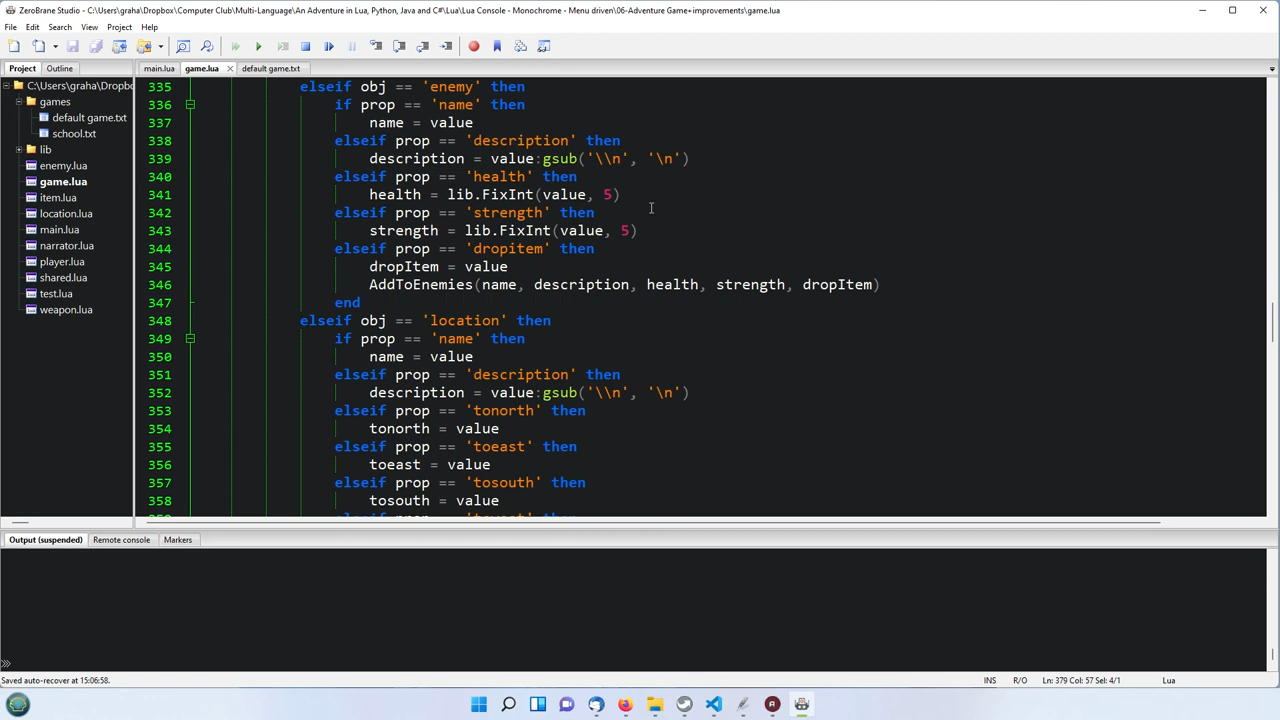 ZeroBrane Studio - C:\Users\graha\Dropbox\Computer Club\Multi-Language\An Adventure in Lua, Python, Java and C#\Lua\Lua Console - Monochrome - Menu driven\06-Adventure Game+improvements\game.lua
File Edit Search View Project Help
Project Outline
main.lua game.lua default game.txt
C:\Users\graha\Dropbo
games
default game.txt
school.txt
lib
enemy.lua
game.lua
item.lua
location.lua
main.lua
narrator.lua
player.lua
shared.lua
test.lua
weapon.lua
335 elseif obj == 'enemy' then
336 if prop == 'name' then
337 name = value
338 elseif prop == 'description' then
339 description = value:gsub('\\n', '\n')
340 elseif prop == 'health' then
341 health = lib.FixInt(value, 5)
342 elseif prop == 'strength' then
343 strength = lib.FixInt(value, 5)
344 elseif prop == 'dropitem' then
345 dropItem = value
346 AddToEnemies(name, description, health, strength, dropItem)
347 end
348 elseif obj == 'location' then
349 if prop == 'name' then
350 name = value
351 elseif prop == 'description' then
352 description = value:gsub('\\n', '\n')
353 elseif prop == 'tonorth' then
354 tonorth = value
355 elseif prop == 'toeast' then
356 toeast = value
357 elseif prop == 'tosouth' then
358 tosouth = value
Output (suspended) Remote console Markers
Saved auto-recover at 15:06:58. INS R/O Ln: 379 Col: 57 Sel: 4/1 Lua